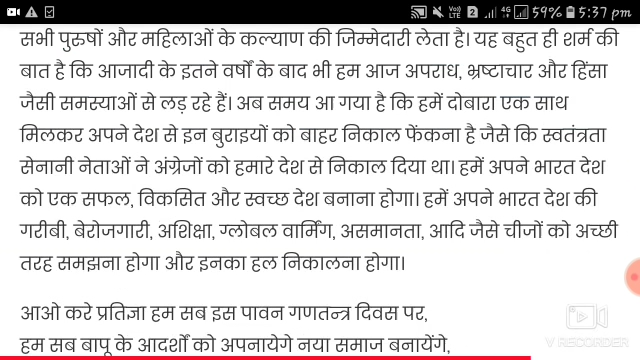 VoLTE 2 4G 59% 5:37 pm
सभी पुरुषों और महिलाओं के कल्याण की जिम्मेदारी लेता है। यह बहुत ही शर्म की
बात है कि आजादी के इतने वर्षों के बाद भी हम आज अपराध, भ्रष्टाचार और हिंसा
जैसी समस्याओं से लड़ रहे हैं। अब समय आ गया है कि हमें दोबारा एक साथ
मिलकर अपने देश से इन बुराइयों को बाहर निकाल फेंकना है जैसे कि स्वतंत्रता
सेनानी नेताओं ने अंग्रेजों को हमारे देश से निकाल दिया था। हमें अपने भारत देश
को एक सफल, विकसित और स्वच्छ देश बनाना होगा। हमें अपने भारत देश की
गरीबी, बेरोजगारी, अशिक्षा, ग्लोबल वार्मिंग, असमानता, आदि जैसे चीजों को अच्छी
तरह समझना होगा और इनका हल निकालना होगा।
आओ करे प्रतिज्ञा हम सब इस पावन गणतन्त्र दिवस पर,
हम सब बापू के आदर्शों को अपनायेगे नया समाज बनायेंगे,
V RECORDER